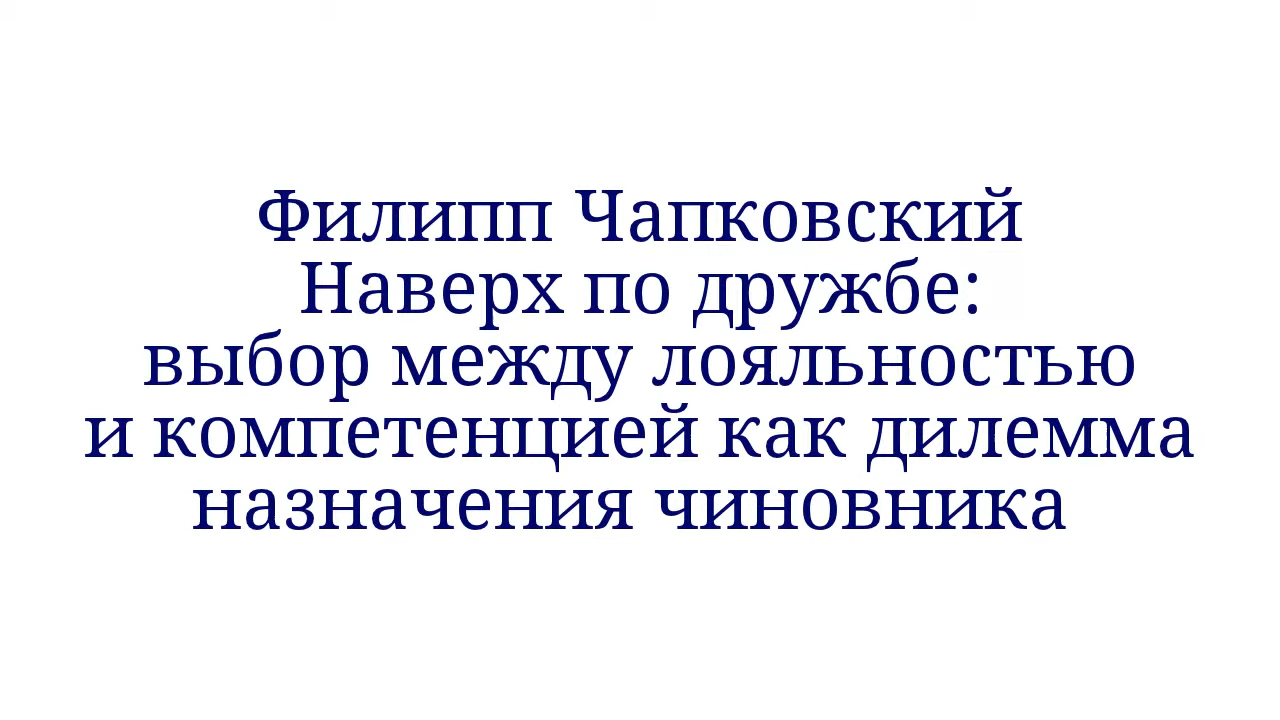 Филипп Чапковский
Наверх по дружбе:
выбор между лояльностью
и компетенцией как дилемма
назначения чиновника